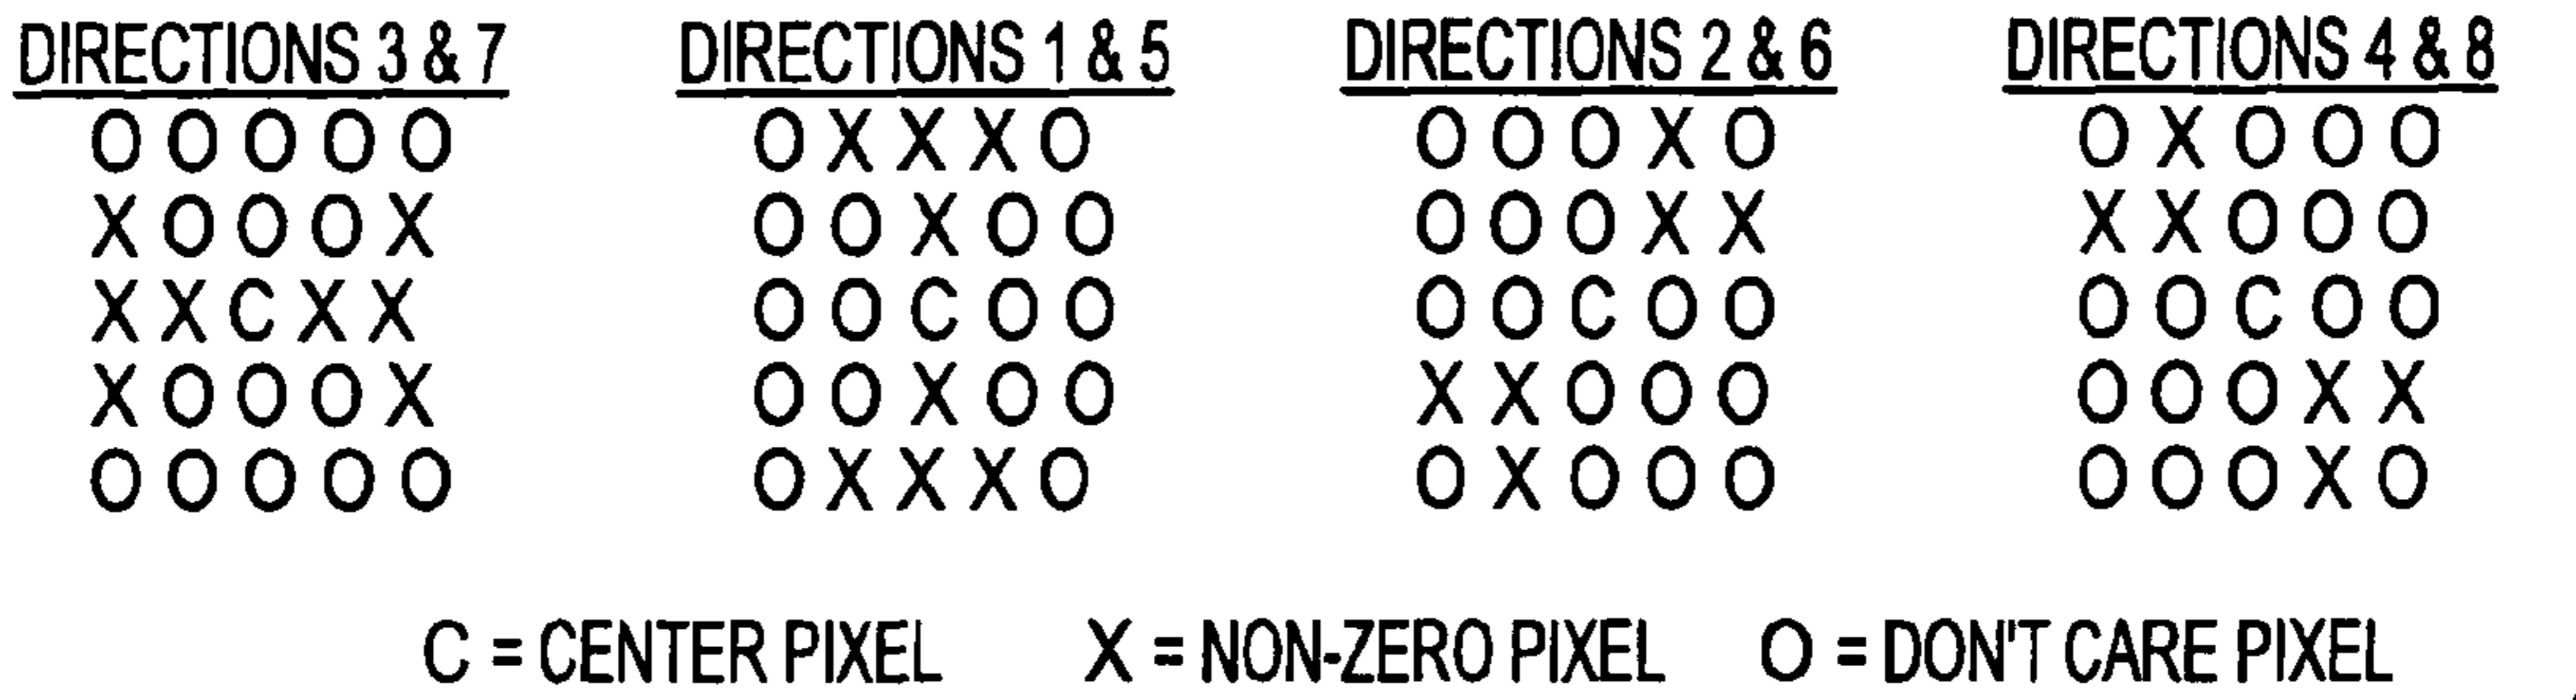 DIRECTIONS 3 & 7 DIRECTIONS 1 & 5 DIRECTIONS 2 & 6 DIRECTIONS 4 & 8
O O O O O O X X X O O O O X O O X O O O
X O O O X O O X O O O O O X X X X O O O
X X C X X O O C O O O O C O O O O C O O
X O O O X O O X O O X X O O O O O O X X
O O O O O O X X X O O X O O O O O O X O
C = CENTER PIXEL X = NON-ZERO PIXEL O = DON'T CARE PIXEL